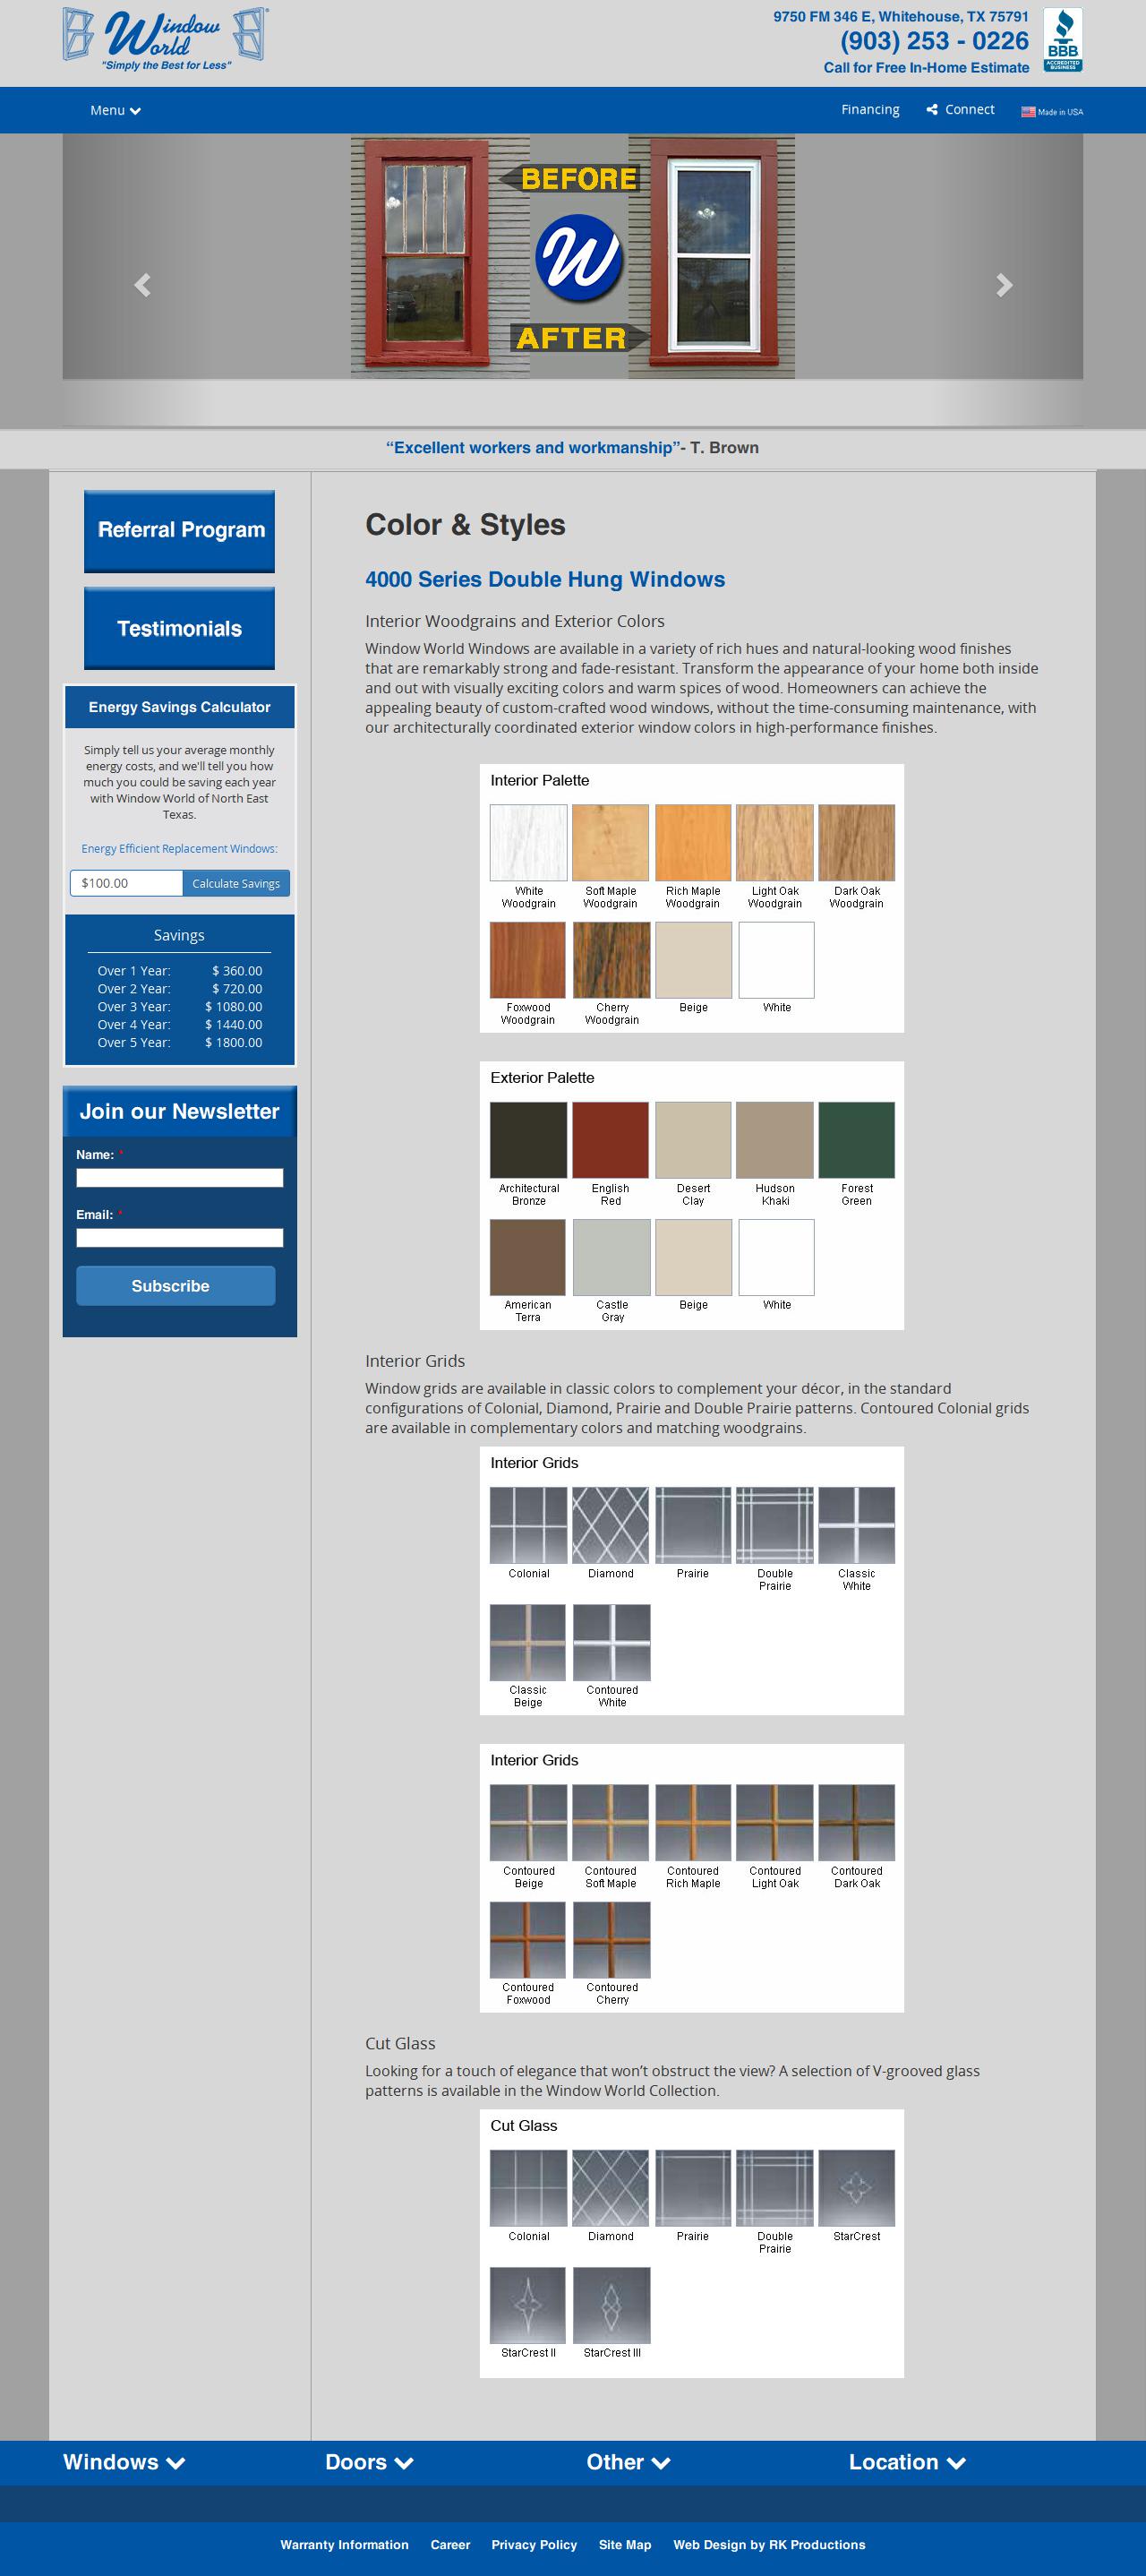 Window World
"Simply the Best for Less"
9750 FM 346 E, Whitehouse, TX 75791
(903) 253 - 0226
Call for Free In-Home Estimate
BBB
ACCREDITED BUSINESS
Menu
Financing
Connect
Made in USA
BEFORE
W
AFTER
“Excellent workers and workmanship”- T. Brown
Referral Program
Testimonials
Energy Savings Calculator
Simply tell us your average monthly
energy costs, and we'll tell you how
much you could be saving each year
with Window World of North East
Texas.
Energy Efficient Replacement Windows:
$100.00
Calculate Savings
Savings
Over 1 Year: $ 360.00
Over 2 Year: $ 720.00
Over 3 Year: $ 1080.00
Over 4 Year: $ 1440.00
Over 5 Year: $ 1800.00
Join our Newsletter
Name: *
Email: *
Subscribe
Color & Styles
4000 Series Double Hung Windows
Interior Woodgrains and Exterior Colors
Window World Windows are available in a variety of rich hues and natural-looking wood finishes
that are remarkably strong and fade-resistant. Transform the appearance of your home both inside
and out with visually exciting colors and warm spices of wood. Homeowners can achieve the
appealing beauty of custom-crafted wood windows, without the time-consuming maintenance, with
our architecturally coordinated exterior window colors in high-performance finishes.
Interior Palette
White Woodgrain
Soft Maple Woodgrain
Rich Maple Woodgrain
Light Oak Woodgrain
Dark Oak Woodgrain
Foxwood Woodgrain
Cherry Woodgrain
Beige
White
Exterior Palette
Architectural Bronze
English Red
Desert Clay
Hudson Khaki
Forest Green
American Terra
Castle Gray
Beige
White
Interior Grids
Window grids are available in classic colors to complement your décor, in the standard
configurations of Colonial, Diamond, Prairie and Double Prairie patterns. Contoured Colonial grids
are available in complementary colors and matching woodgrains.
Interior Grids
Colonial
Diamond
Prairie
Double Prairie
Classic White
Classic Beige
Contoured White
Interior Grids
Contoured Beige
Contoured Soft Maple
Contoured Rich Maple
Contoured Light Oak
Contoured Dark Oak
Contoured Foxwood
Contoured Cherry
Cut Glass
Looking for a touch of elegance that won’t obstruct the view? A selection of V-grooved glass
patterns is available in the Window World Collection.
Cut Glass
Colonial
Diamond
Prairie
Double Prairie
StarCrest
StarCrest II
StarCrest III
Windows
Doors
Other
Location
Warranty Information
Career
Privacy Policy
Site Map
Web Design by RK Productions